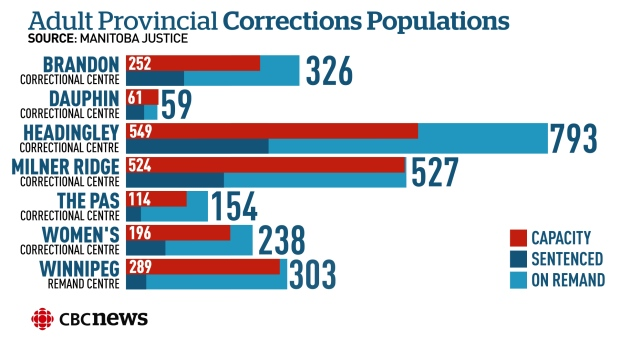 Adult Provincial Corrections Populations
SOURCE: MANITOBA JUSTICE
BRANDON
CORRECTIONAL CENTRE
252
326
DAUPHIN
CORRECTIONAL CENTRE
61
59
HEADINGLEY
CORRECTIONAL CENTRE
549
793
MILNER RIDGE
CORRECTIONAL CENTRE
524
527
THE PAS
CORRECTIONAL CENTRE
114
154
WOMEN'S
CORRECTIONAL CENTRE
196
238
WINNIPEG
REMAND CENTRE
289
303
CAPACITY
SENTENCED
ON REMAND
CBCnews